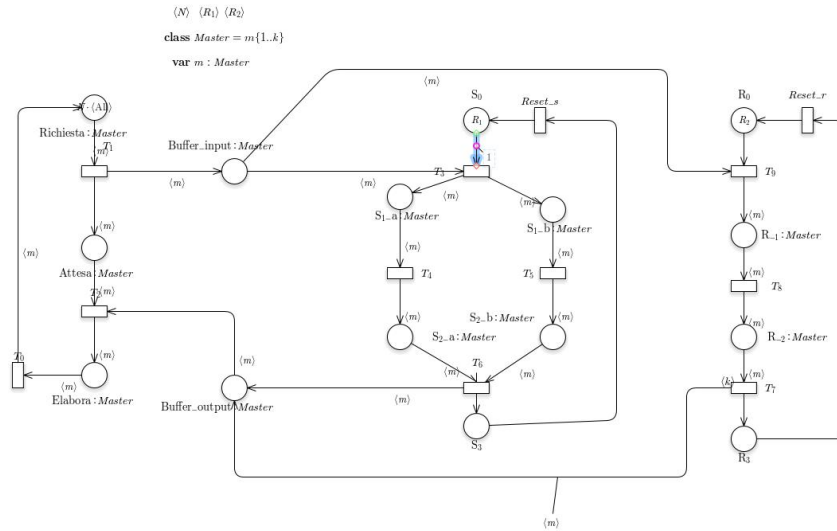 ⟨N⟩ ⟨R₁⟩ ⟨R₂⟩
class Master = m{1..k}
var m : Master
⟨m⟩
S₀
Reset_s
R₀
Reset_r
⟨All⟩
R₁
R₂
Richiesta : Master
T₁
Buffer_input : Master
1
⟨m⟩
⟨m⟩
⟨m⟩
T₃
⟨m⟩
T₉
⟨m⟩
S₁_a : Master
S₁_b : Master
⟨m⟩
R_1 : Master
⟨m⟩
⟨m⟩
⟨m⟩
⟨m⟩
Attesa : Master
T₄
T₅
⟨m⟩
T₈
⟨m⟩
⟨m⟩
⟨m⟩
S₂_a : Master
S₂_b : Master
⟨m⟩
R_2 : Master
T₀
⟨m⟩
⟨m⟩
T₆
⟨m⟩
⟨m⟩
⟨m⟩
⟨m⟩
⟨k⟩
T₇
Elabora : Master
Buffer_output : Master
⟨m⟩
S₃
R₃
⟨m⟩